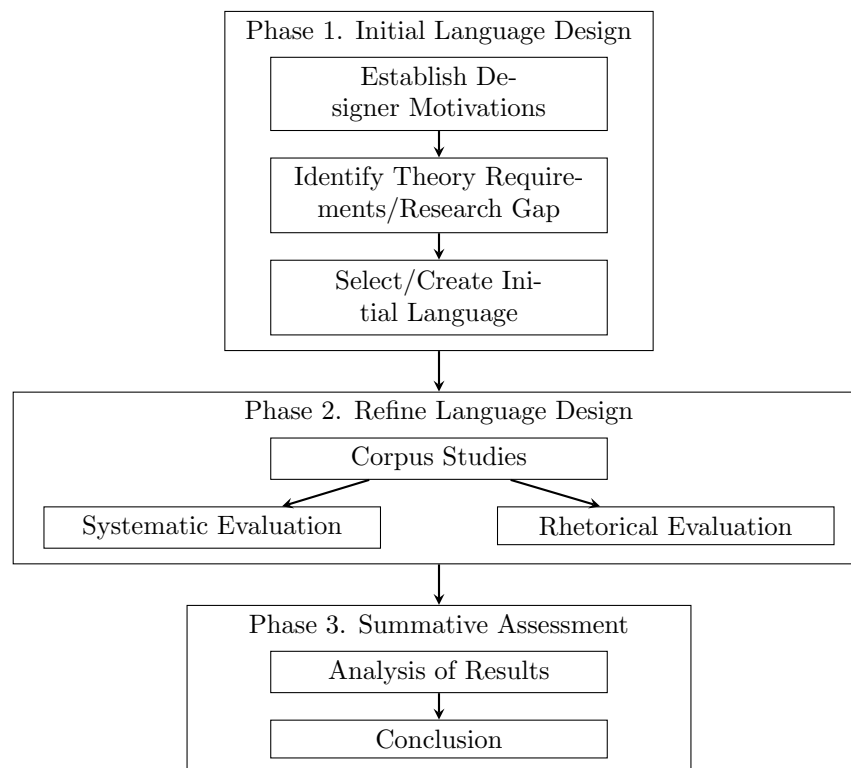 Phase 1. Initial Language Design
Establish De-
signer Motivations
Identify Theory Require-
ments/Research Gap
Select/Create Ini-
tial Language
Phase 2. Refine Language Design
Corpus Studies
Systematic Evaluation
Rhetorical Evaluation
Phase 3. Summative Assessment
Analysis of Results
Conclusion